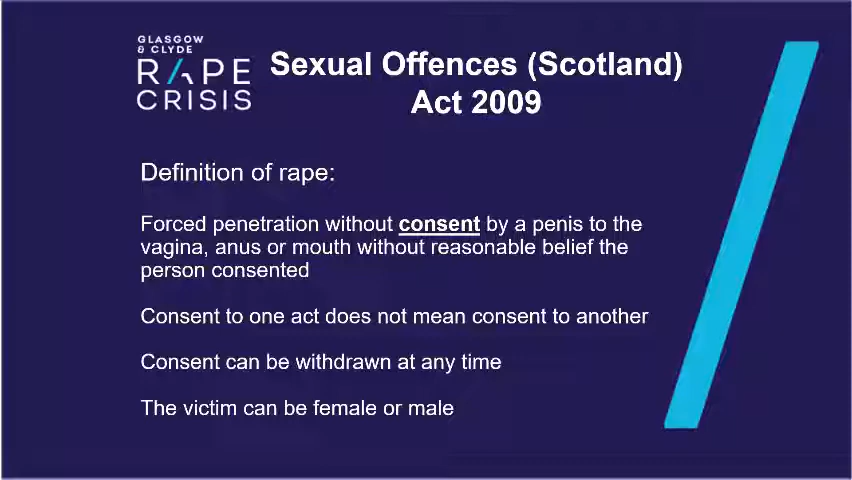 GLASGOW
& CLYDE
RAPE
CRISIS
Sexual Offences (Scotland)
Act 2009
Definition of rape:
Forced penetration without consent by a penis to the
vagina, anus or mouth without reasonable belief the
person consented
Consent to one act does not mean consent to another
Consent can be withdrawn at any time
The victim can be female or male